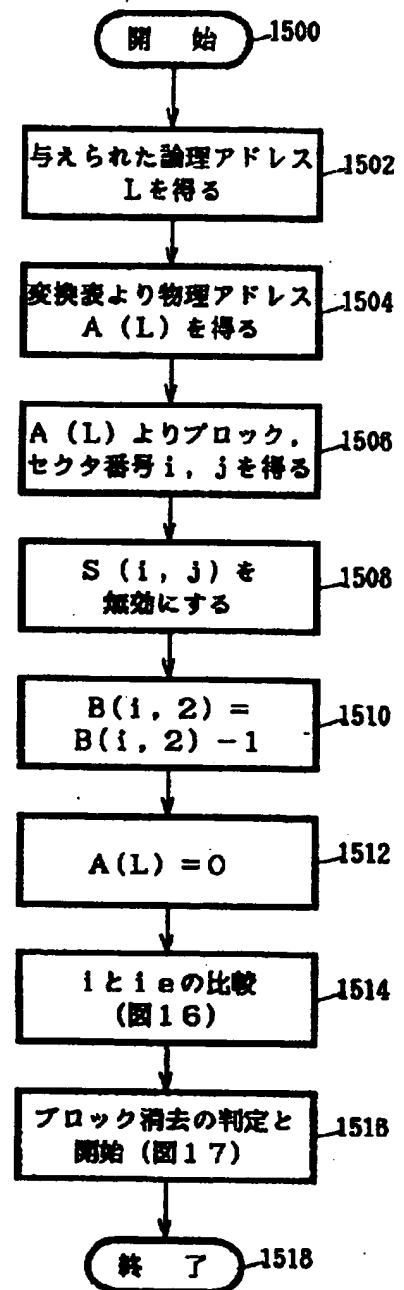 開 始
1500
与えられた論理アドレス
Lを得る
1502
変換表より物理アドレス
A (L) を得る
1504
A (L) よりブロック,
セクタ番号 i, j を得る
1506
S (i, j) を
無効にする
1508
B(i, 2) =
B(i, 2) -1
1510
A(L) =0
1512
i と i e の比較
(図16)
1514
ブロック消去の判定と
開始 (図17)
1516
終 了
1518